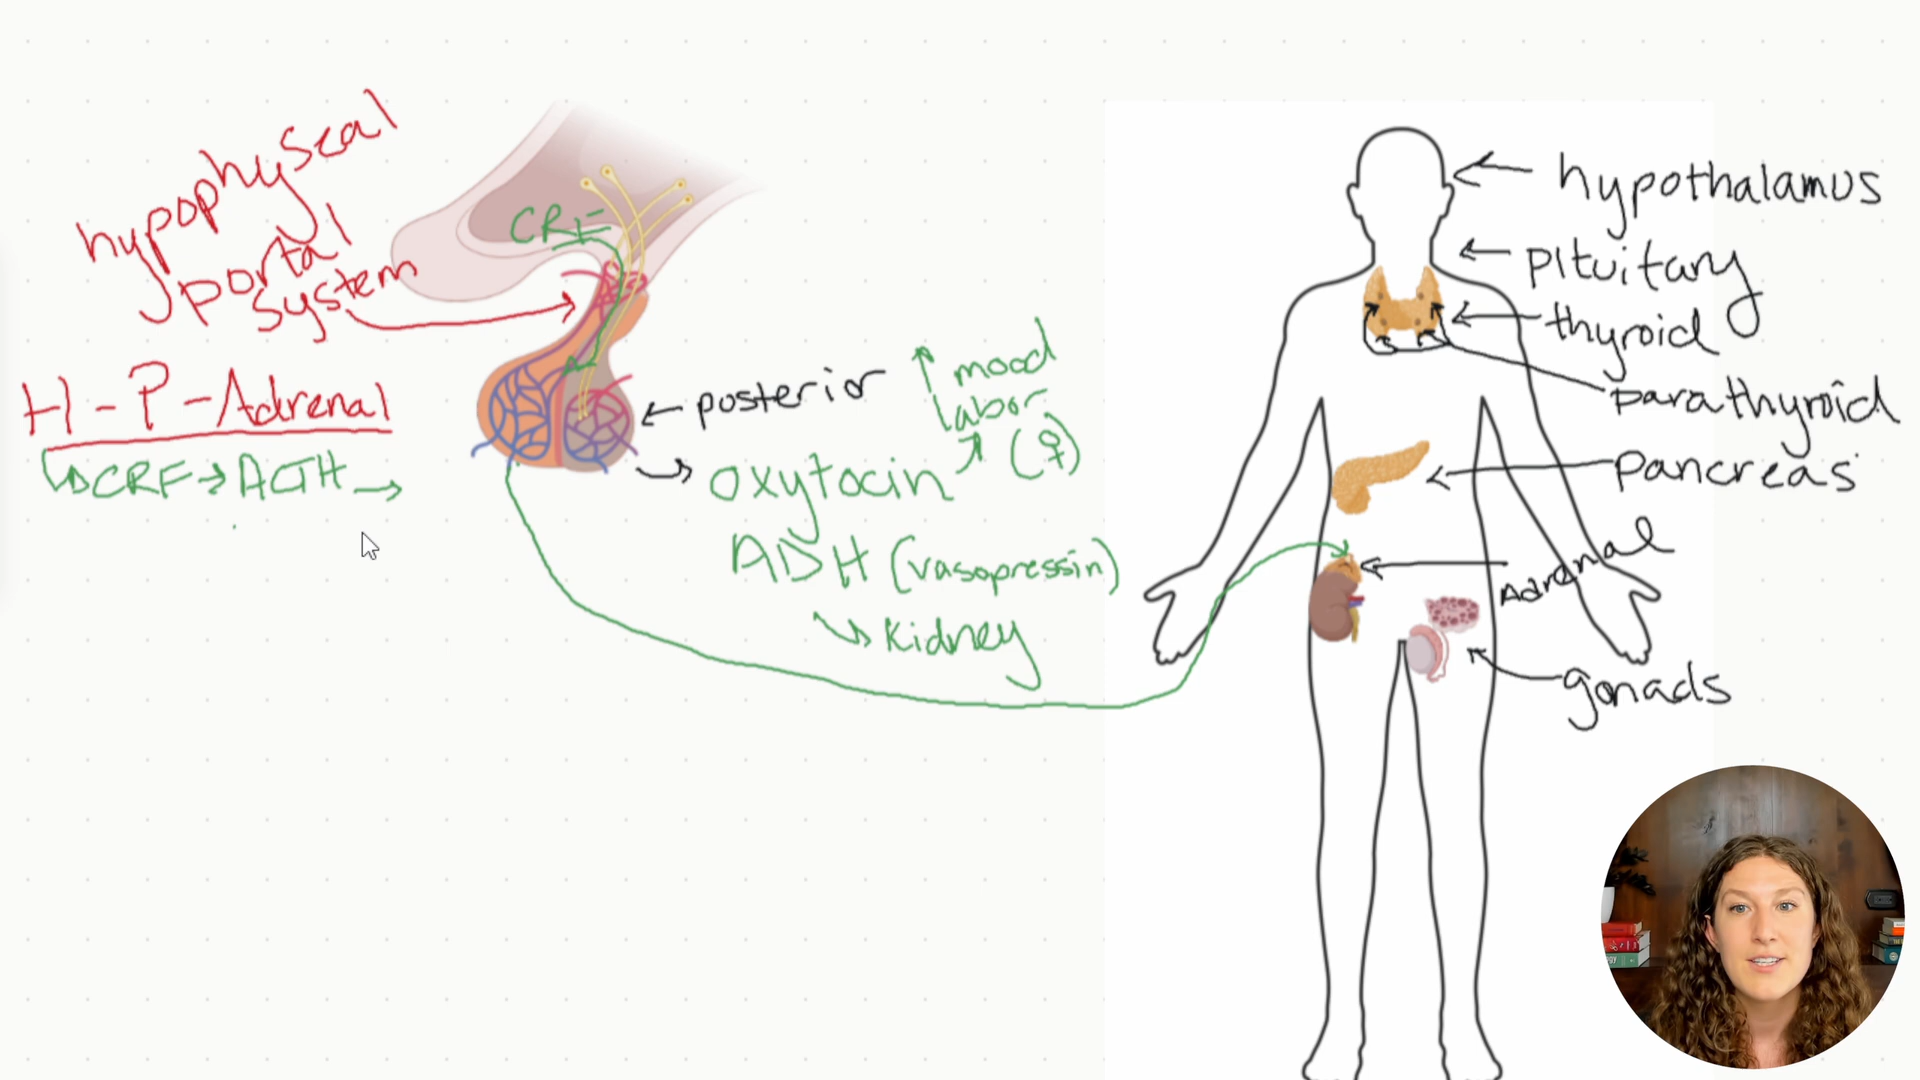 hypophyseal
portal
system
H-P-Adrenal
↳CRF→ACTH→
CRF
← posterior
↑ mood
labor
↗ (♀)
oxytocin
ADH (vasopressin)
↘ Kidney
hypothalamus
pituitary
thyroid
parathyroid
pancreas
Adrenal
gonads